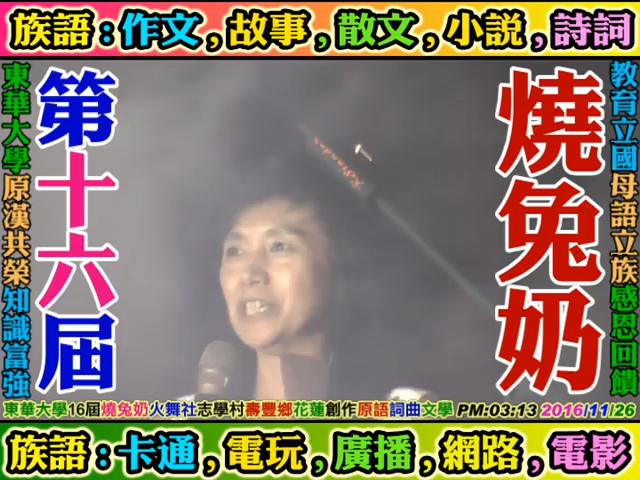 族語:作文,故事,散文,小説,詩詞
東華大學原漢共榮知識富強
第十六屆
燒兔奶
教育立國母語立族感恩回饋
東華大學16屆燒兔奶火舞社志學村壽豐鄉花蓮創作原語詞曲文學 PM:03:13 2016/11/26
族語:卡通,電玩,廣播,網路,電影